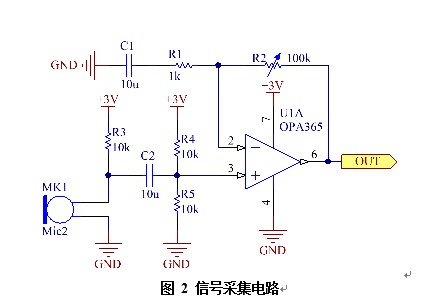 C1
R1
R2
100k
GND
10u
1k
+3V
+3V
+3V
U1A
OPA365
7
R3
10k
R4
10k
C2
10u
2
3
6
OUT
MK1
Mic2
R5
10k
4
GND
GND
GND
图 2 信号采集电路